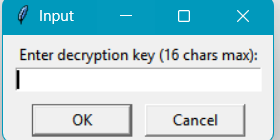 Input
Enter decryption key (16 chars max):
OK
Cancel